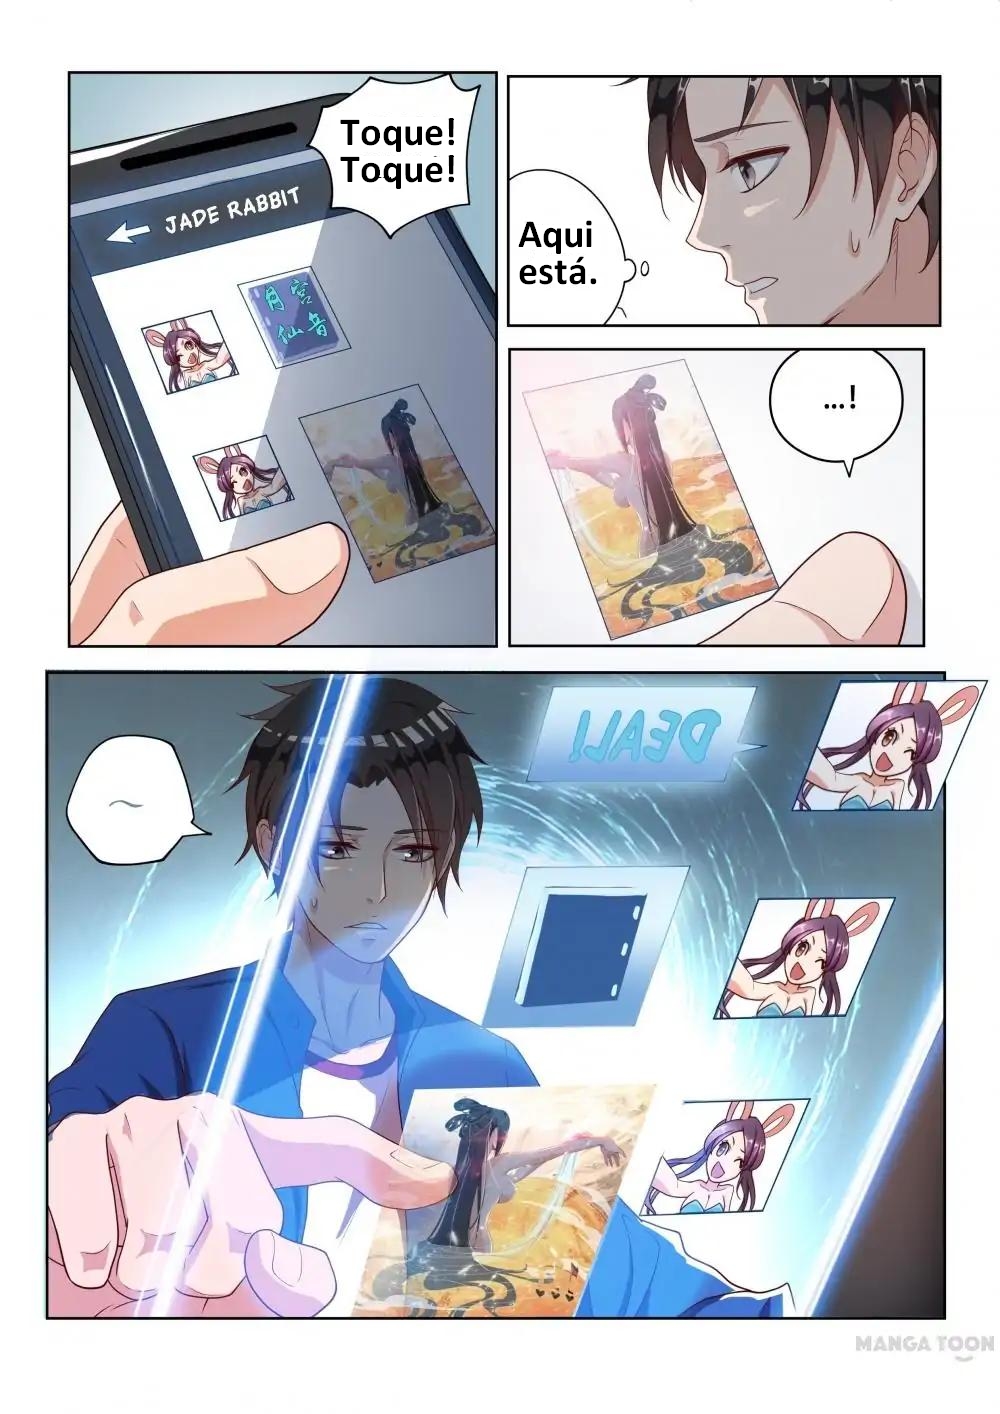 Toque!
Toque!
JADE RABBIT
月宫
仙音
Aqui
está.
...!
DEAL!
~
MANGA TOON